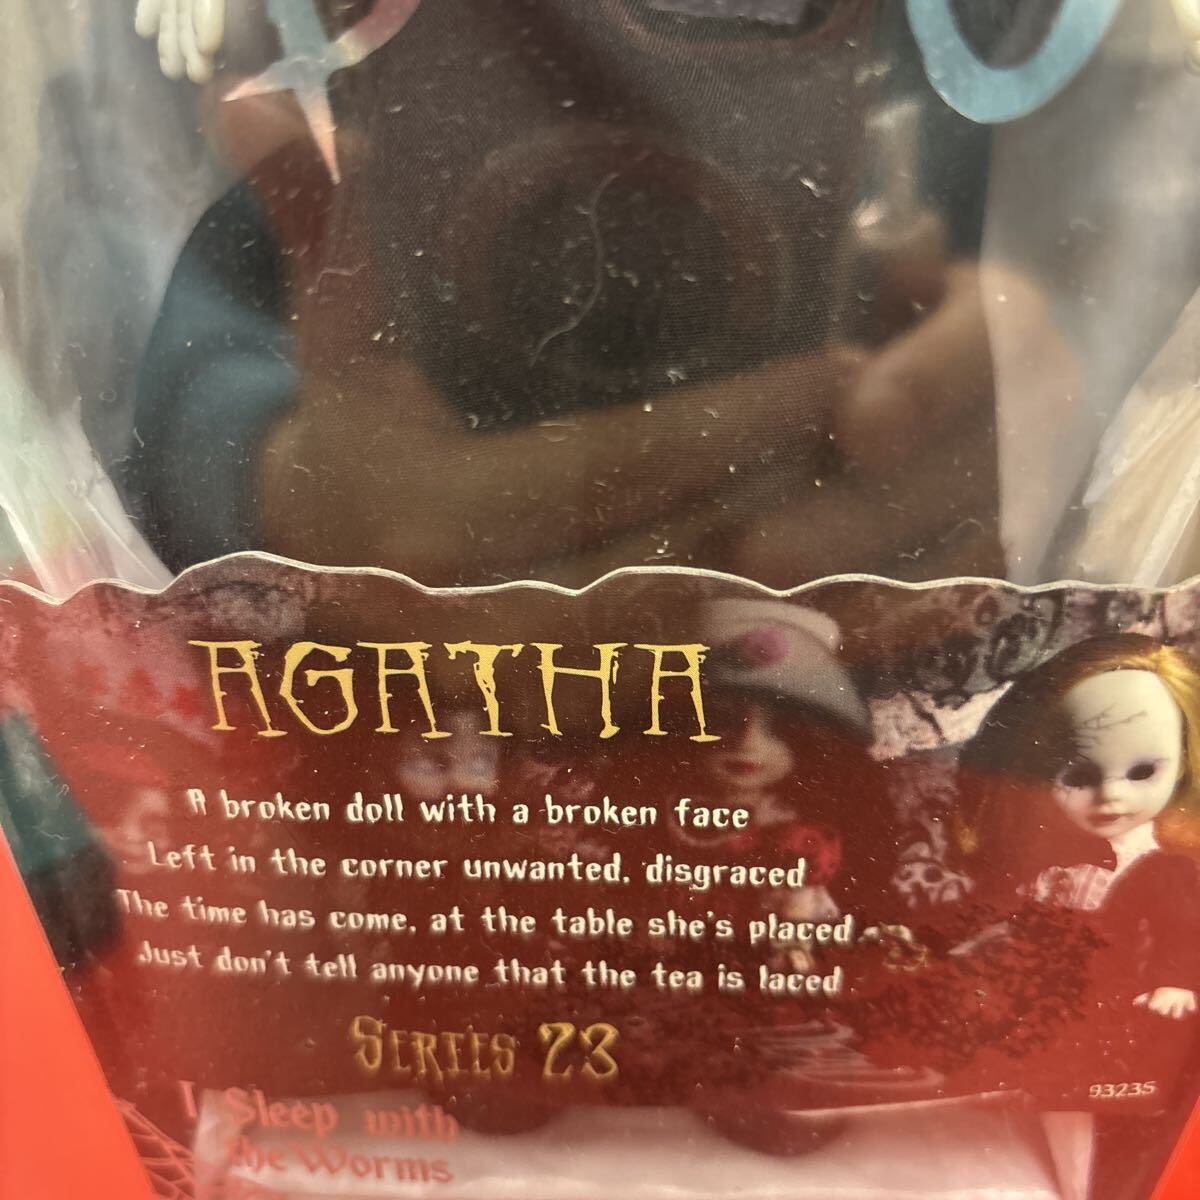 AGATHA
A broken doll with a broken face
Left in the corner unwanted, disgraced
The time has come, at the table she's placed
Just don't tell anyone that the tea is laced
SERIES 23
93235
I Sleep with
the Worms